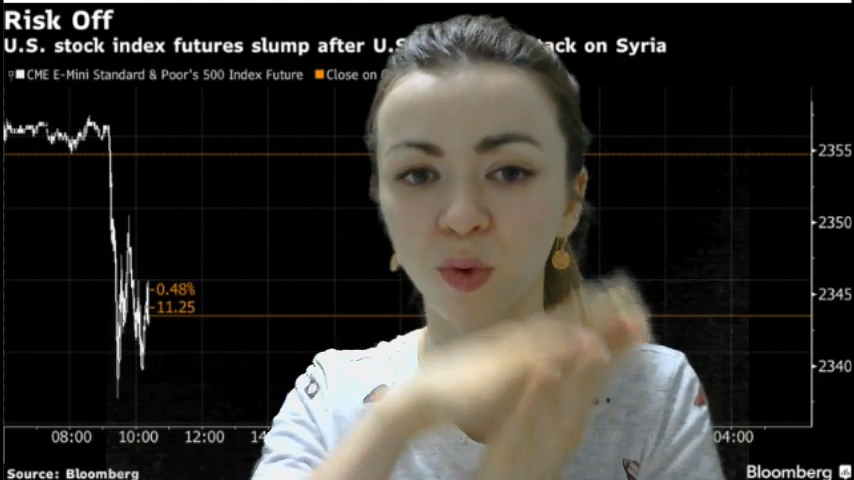 Risk Off
U.S. stock index futures slump after U.S ack on Syria
CME E-Mini Standard & Poor's 500 Index Future Close on
2355
2350
-0.48%
2345
-11.25
2340
08:00 10:00 12:00 14 04:00
Source: Bloomberg Bloomberg